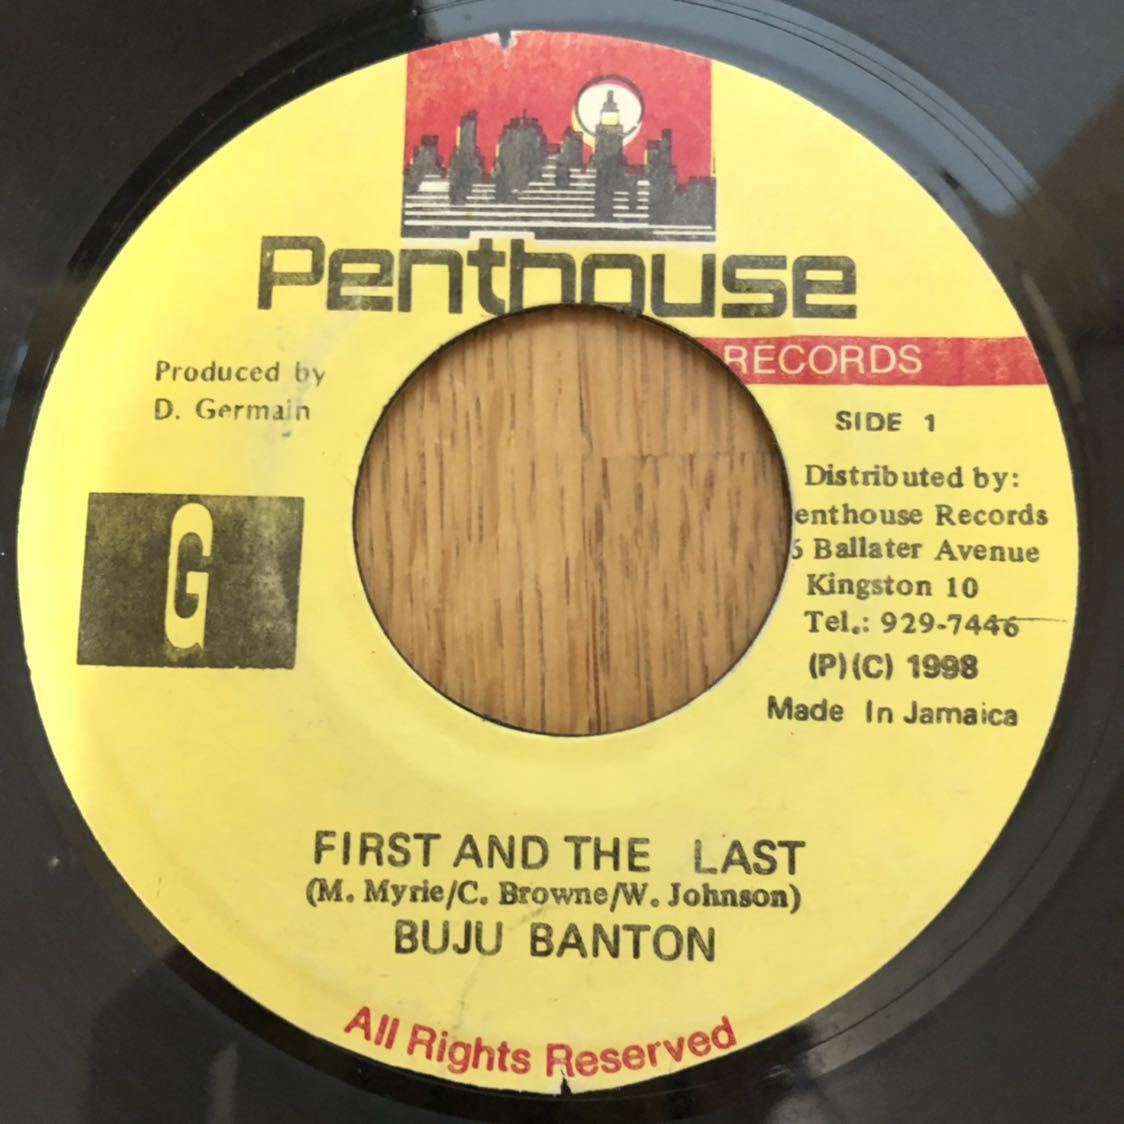 Penthouse
RECORDS
Produced by
D. Germain
G
SIDE 1
Distributed by:
enthouse Records
6 Ballater Avenue
Kingston 10
Tel.: 929-7446
(P)(C) 1998
Made In Jamaica
FIRST AND THE LAST
(M. Myrie/C. Browne/W. Johnson)
BUJU BANTON
All Rights Reserved